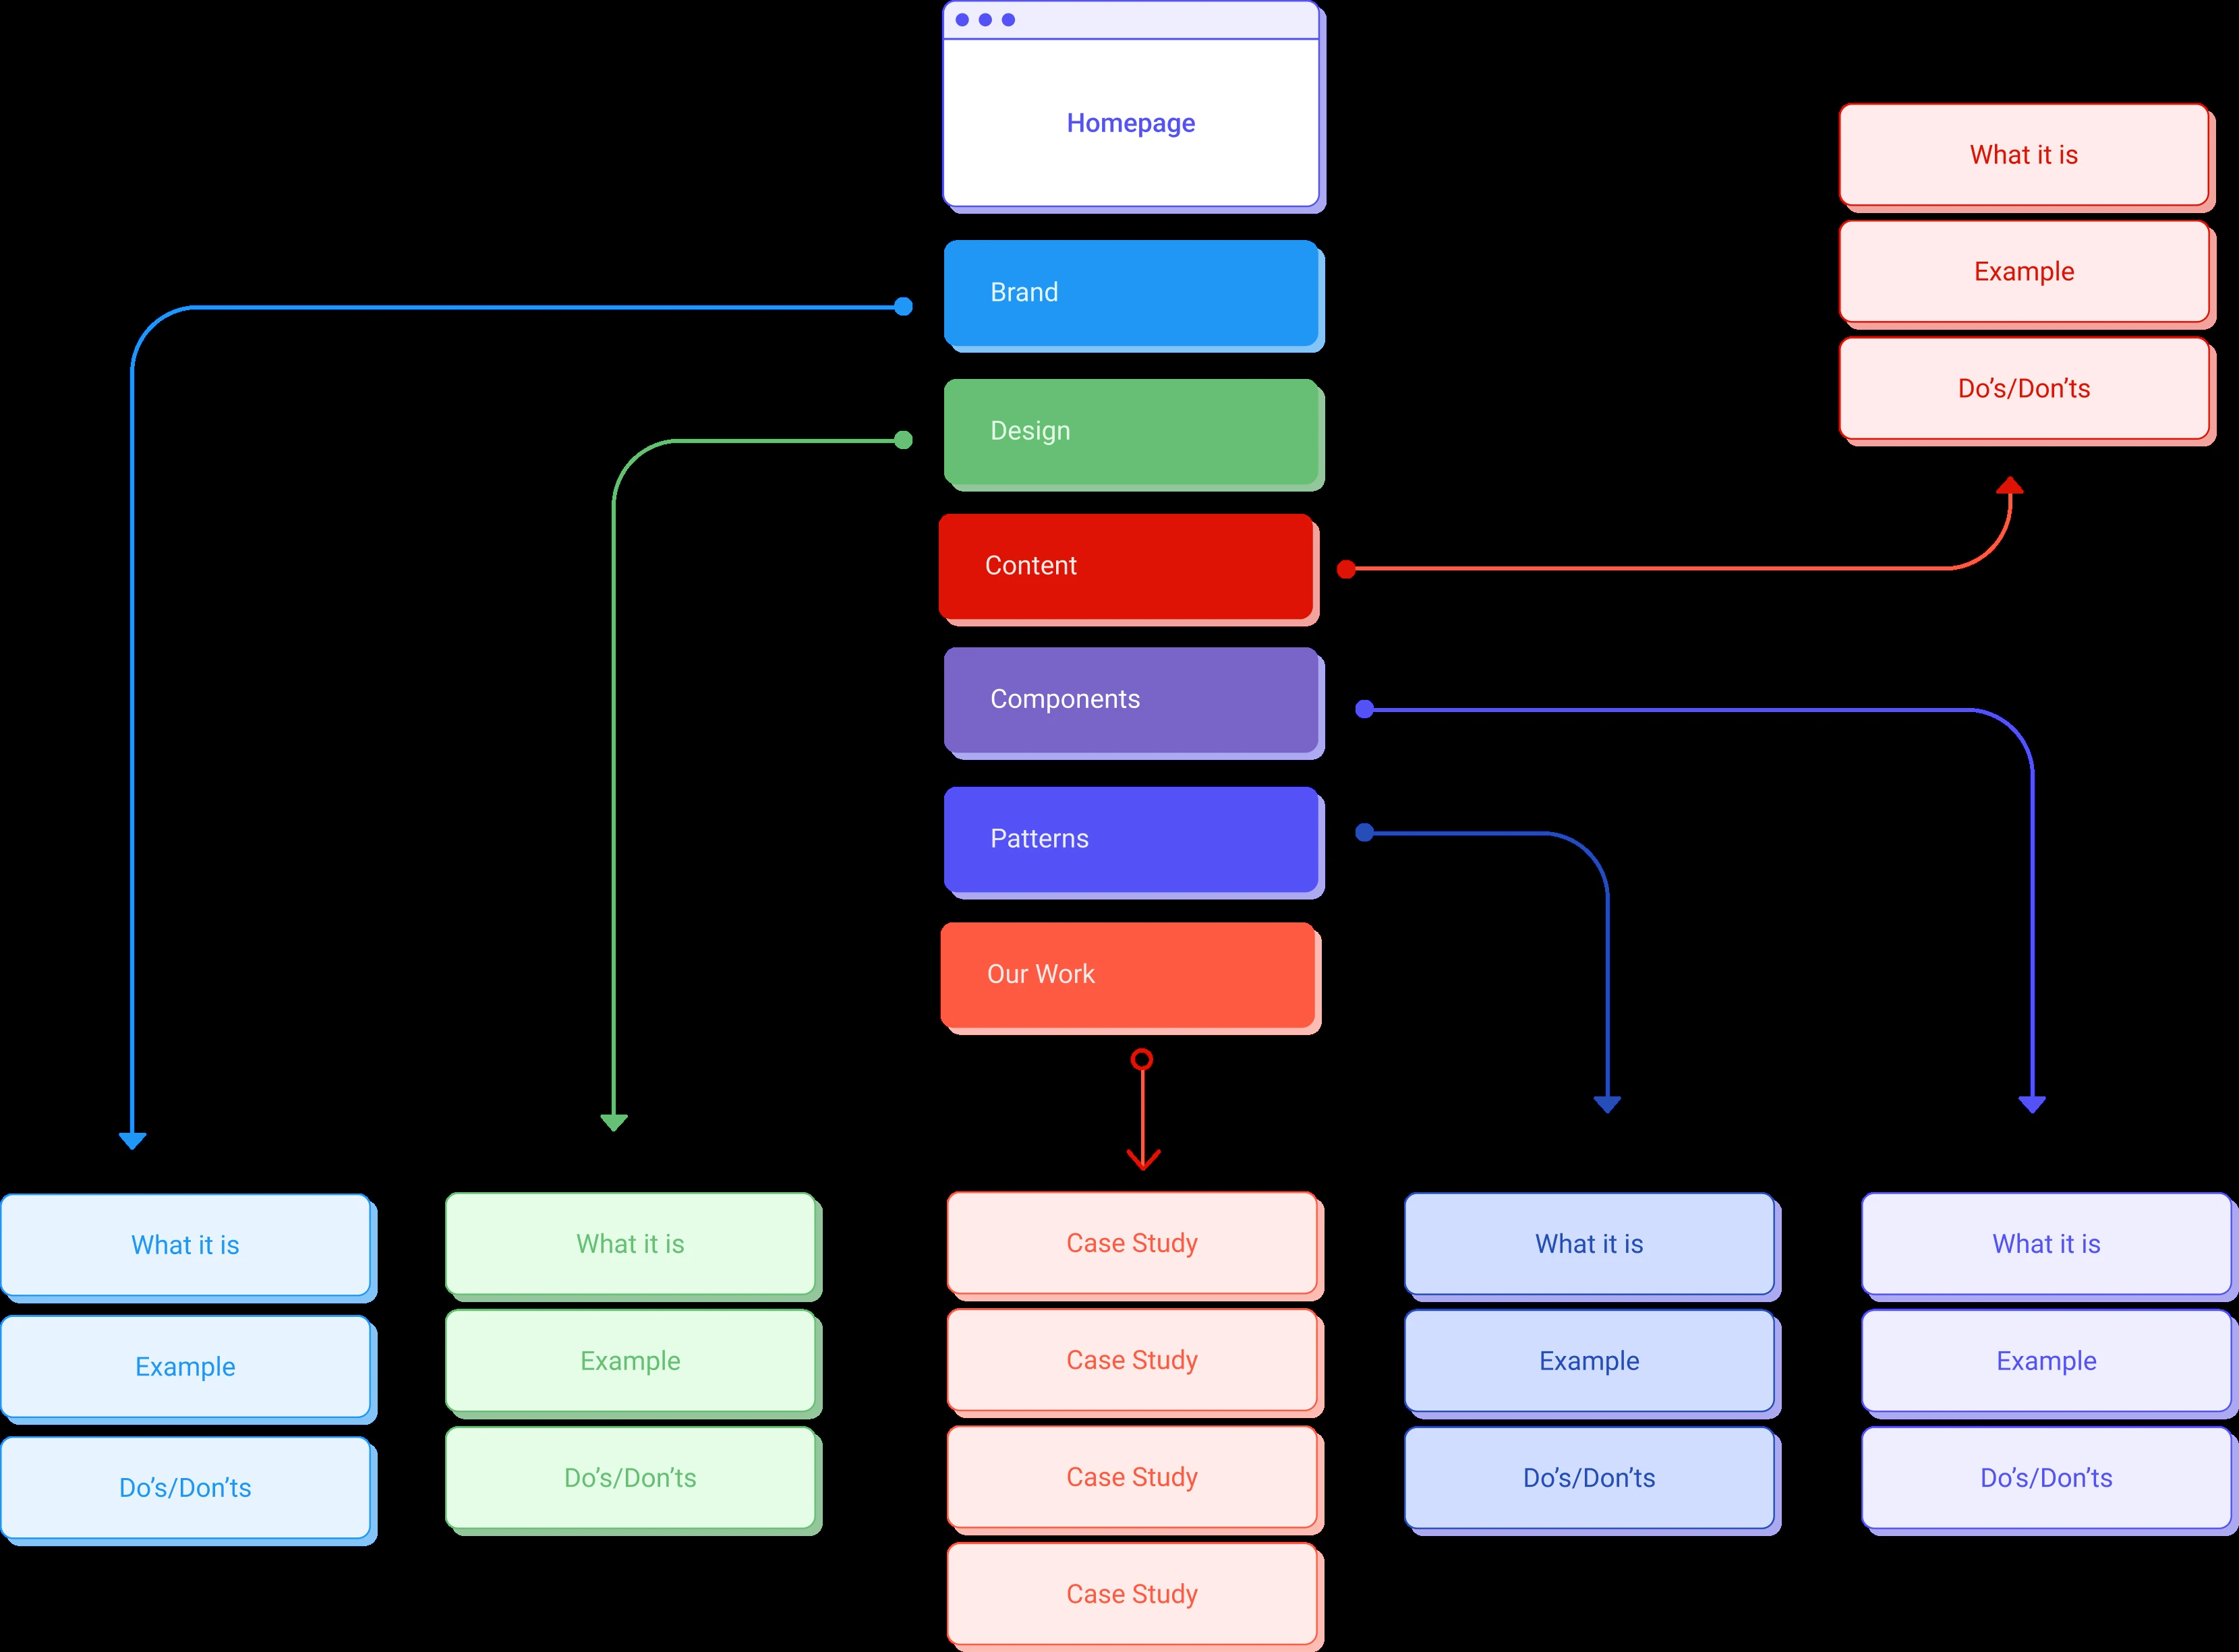 Homepage
Brand
Design
Content
Components
Patterns
Our Work
What it is
Example
Do’s/Don’ts
What it is
Example
Do’s/Don’ts
What it is
Example
Do’s/Don’ts
Case Study
Case Study
Case Study
Case Study
What it is
Example
Do’s/Don’ts
What it is
Example
Do’s/Don’ts